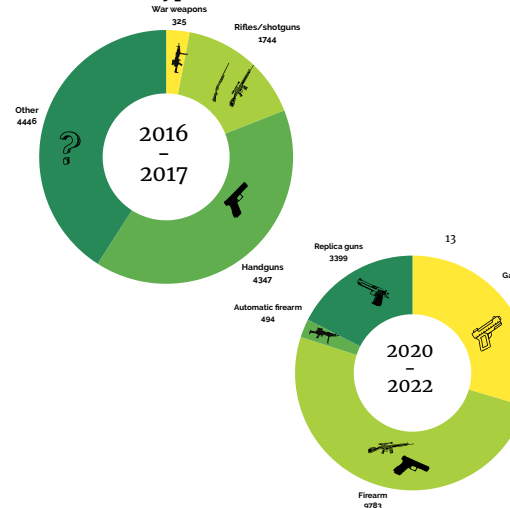 War weapons
325
Rifles/shotguns
1744
Other
4446
?
2016
–
2017
Handguns
4347
13
Replica guns
3399
Automatic firearm
494
2020
–
2022
Firearm
9783